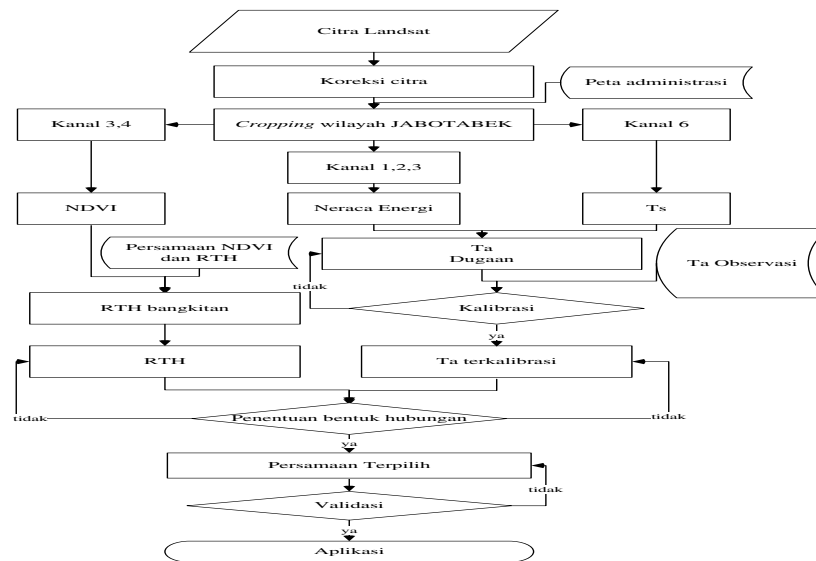 Citra Landsat
Koreksi citra
Peta administrasi
Kanal 3,4
Cropping wilayah JABOTABEK
Kanal 6
Kanal 1,2,3
NDVI
Neraca Energi
Ts
Persamaan NDVI
dan RTH
Ta
Dugaan
Ta Observasi
tidak
RTH bangkitan
Kalibrasi
ya
RTH
Ta terkalibrasi
tidak
Penentuan bentuk hubungan
tidak
ya
Persamaan Terpilih
tidak
Validasi
ya
Aplikasi